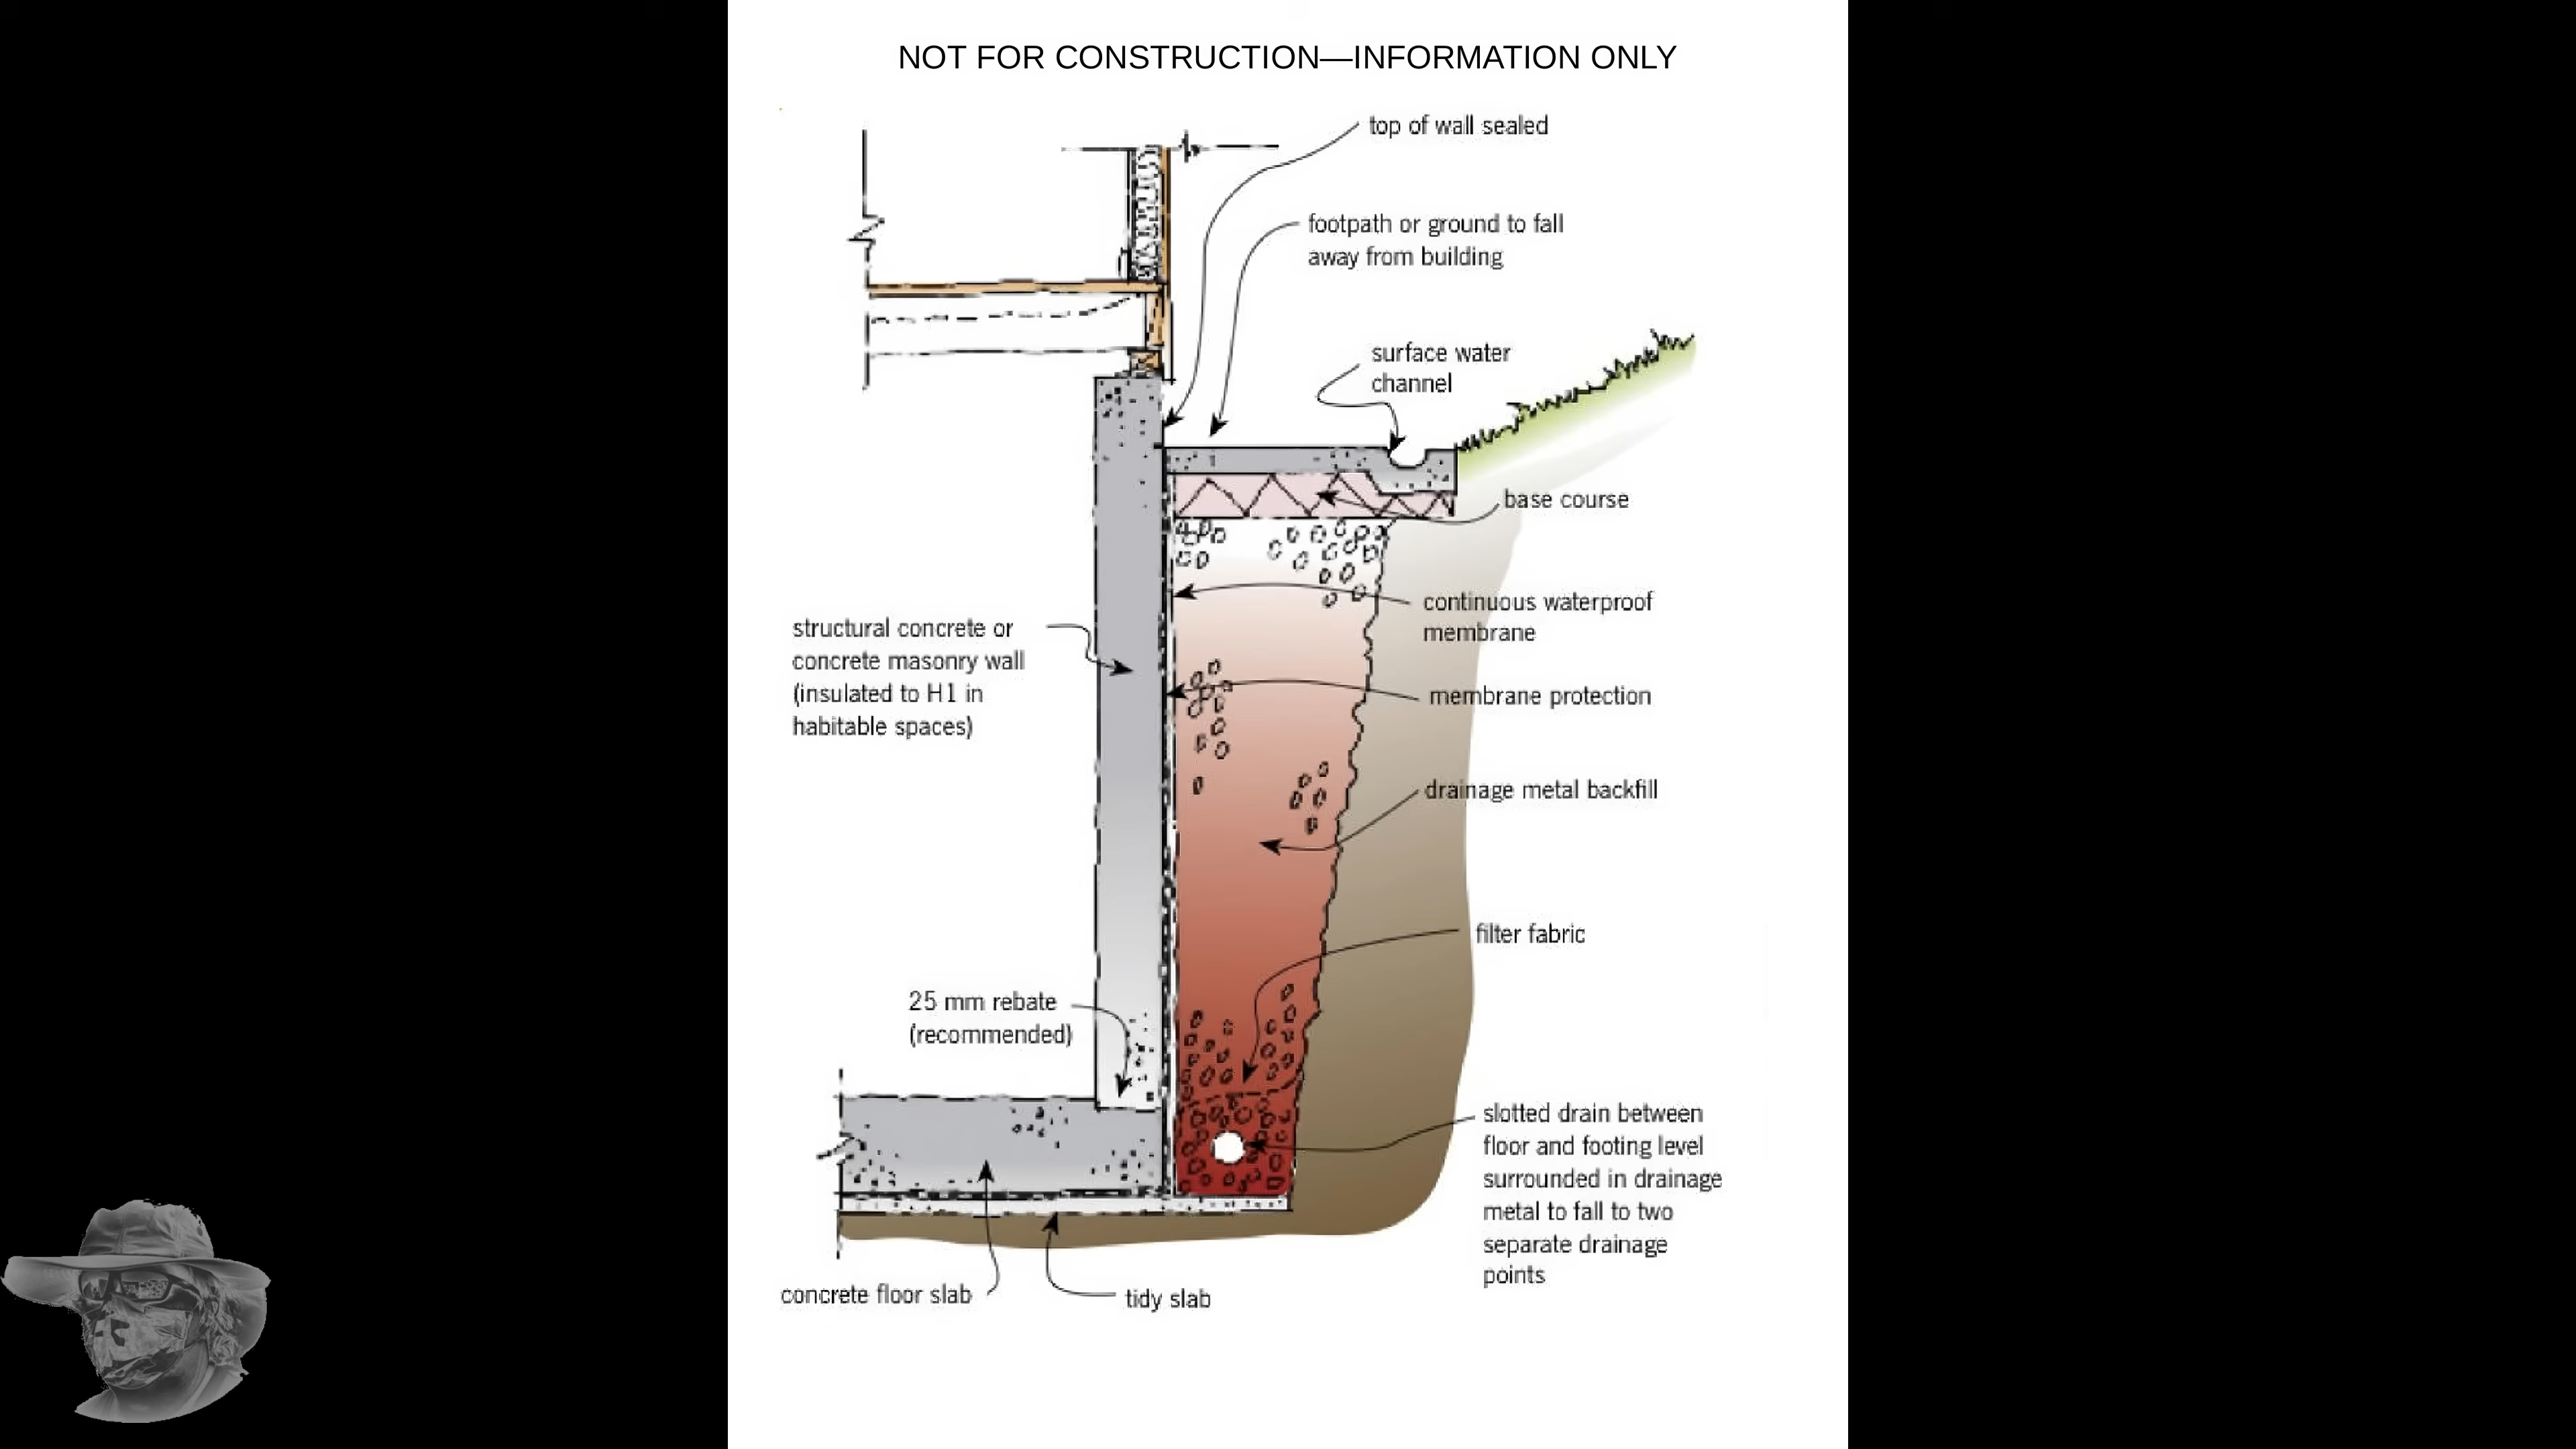 NOT FOR CONSTRUCTION—INFORMATION ONLY
top of wall sealed
footpath or ground to fall
away from building
surface water
channel
base course
continuous waterproof
membrane
structural concrete or
concrete masonry wall
(insulated to H1 in
habitable spaces)
membrane protection
drainage metal backfill
filter fabric
25 mm rebate
(recommended)
slotted drain between
floor and footing level
surrounded in drainage
metal to fall to two
separate drainage
points
concrete floor slab
tidy slab